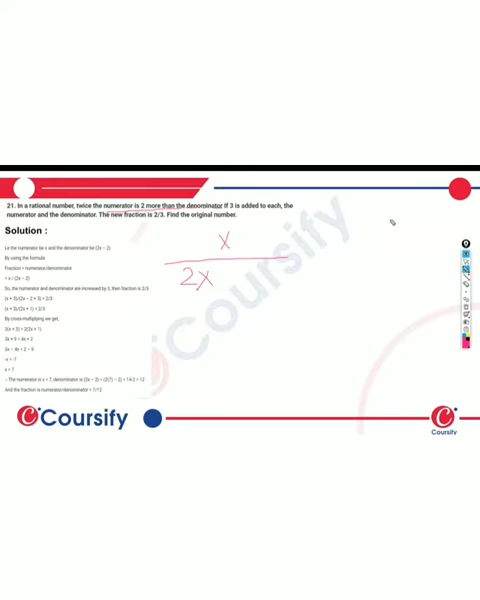 21. In a rational number, twice the numerator is 2 more than the denominator If 3 is added to each, the
numerator and the denominator. The new fraction is 2/3. Find the original number.
Solution :
Le the numerator be x and the denominator be (2x – 2)
By using the formula
Fraction = numerator/denominator
= x / (2x – 2)
So, the numerator and denominator are increased by 3, then fraction is 2/3
(x + 3)/(2x – 2 + 3) = 2/3
(x + 3)/(2x + 1) = 2/3
By cross-multiplying we get,
3(x + 3) = 2(2x + 1)
3x + 9 = 4x + 2
3x – 4x = 2 – 9
-x = -7
x = 7
∴ The numerator is x = 7, denominator is (2x – 2) = (2(7) – 2) = 14-2 = 12
And the fraction is numerator/denominator = 7/12
x
2x
Coursify
Coursify
Coursify